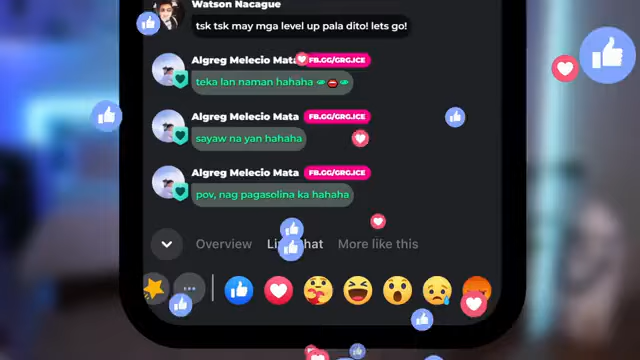 Watson Nacague
tsk tsk may mga level up pala dito! lets go!
Algreg Melecio Mata FB.GG/GRG.ICE
teka lan naman hahaha
Algreg Melecio Mata FB.GG/GRG.ICE
sayaw na yan hahaha
Algreg Melecio Mata FB.GG/GRG.ICE
pov, nag pagasolina ka hahaha
Overview Live Chat More like this